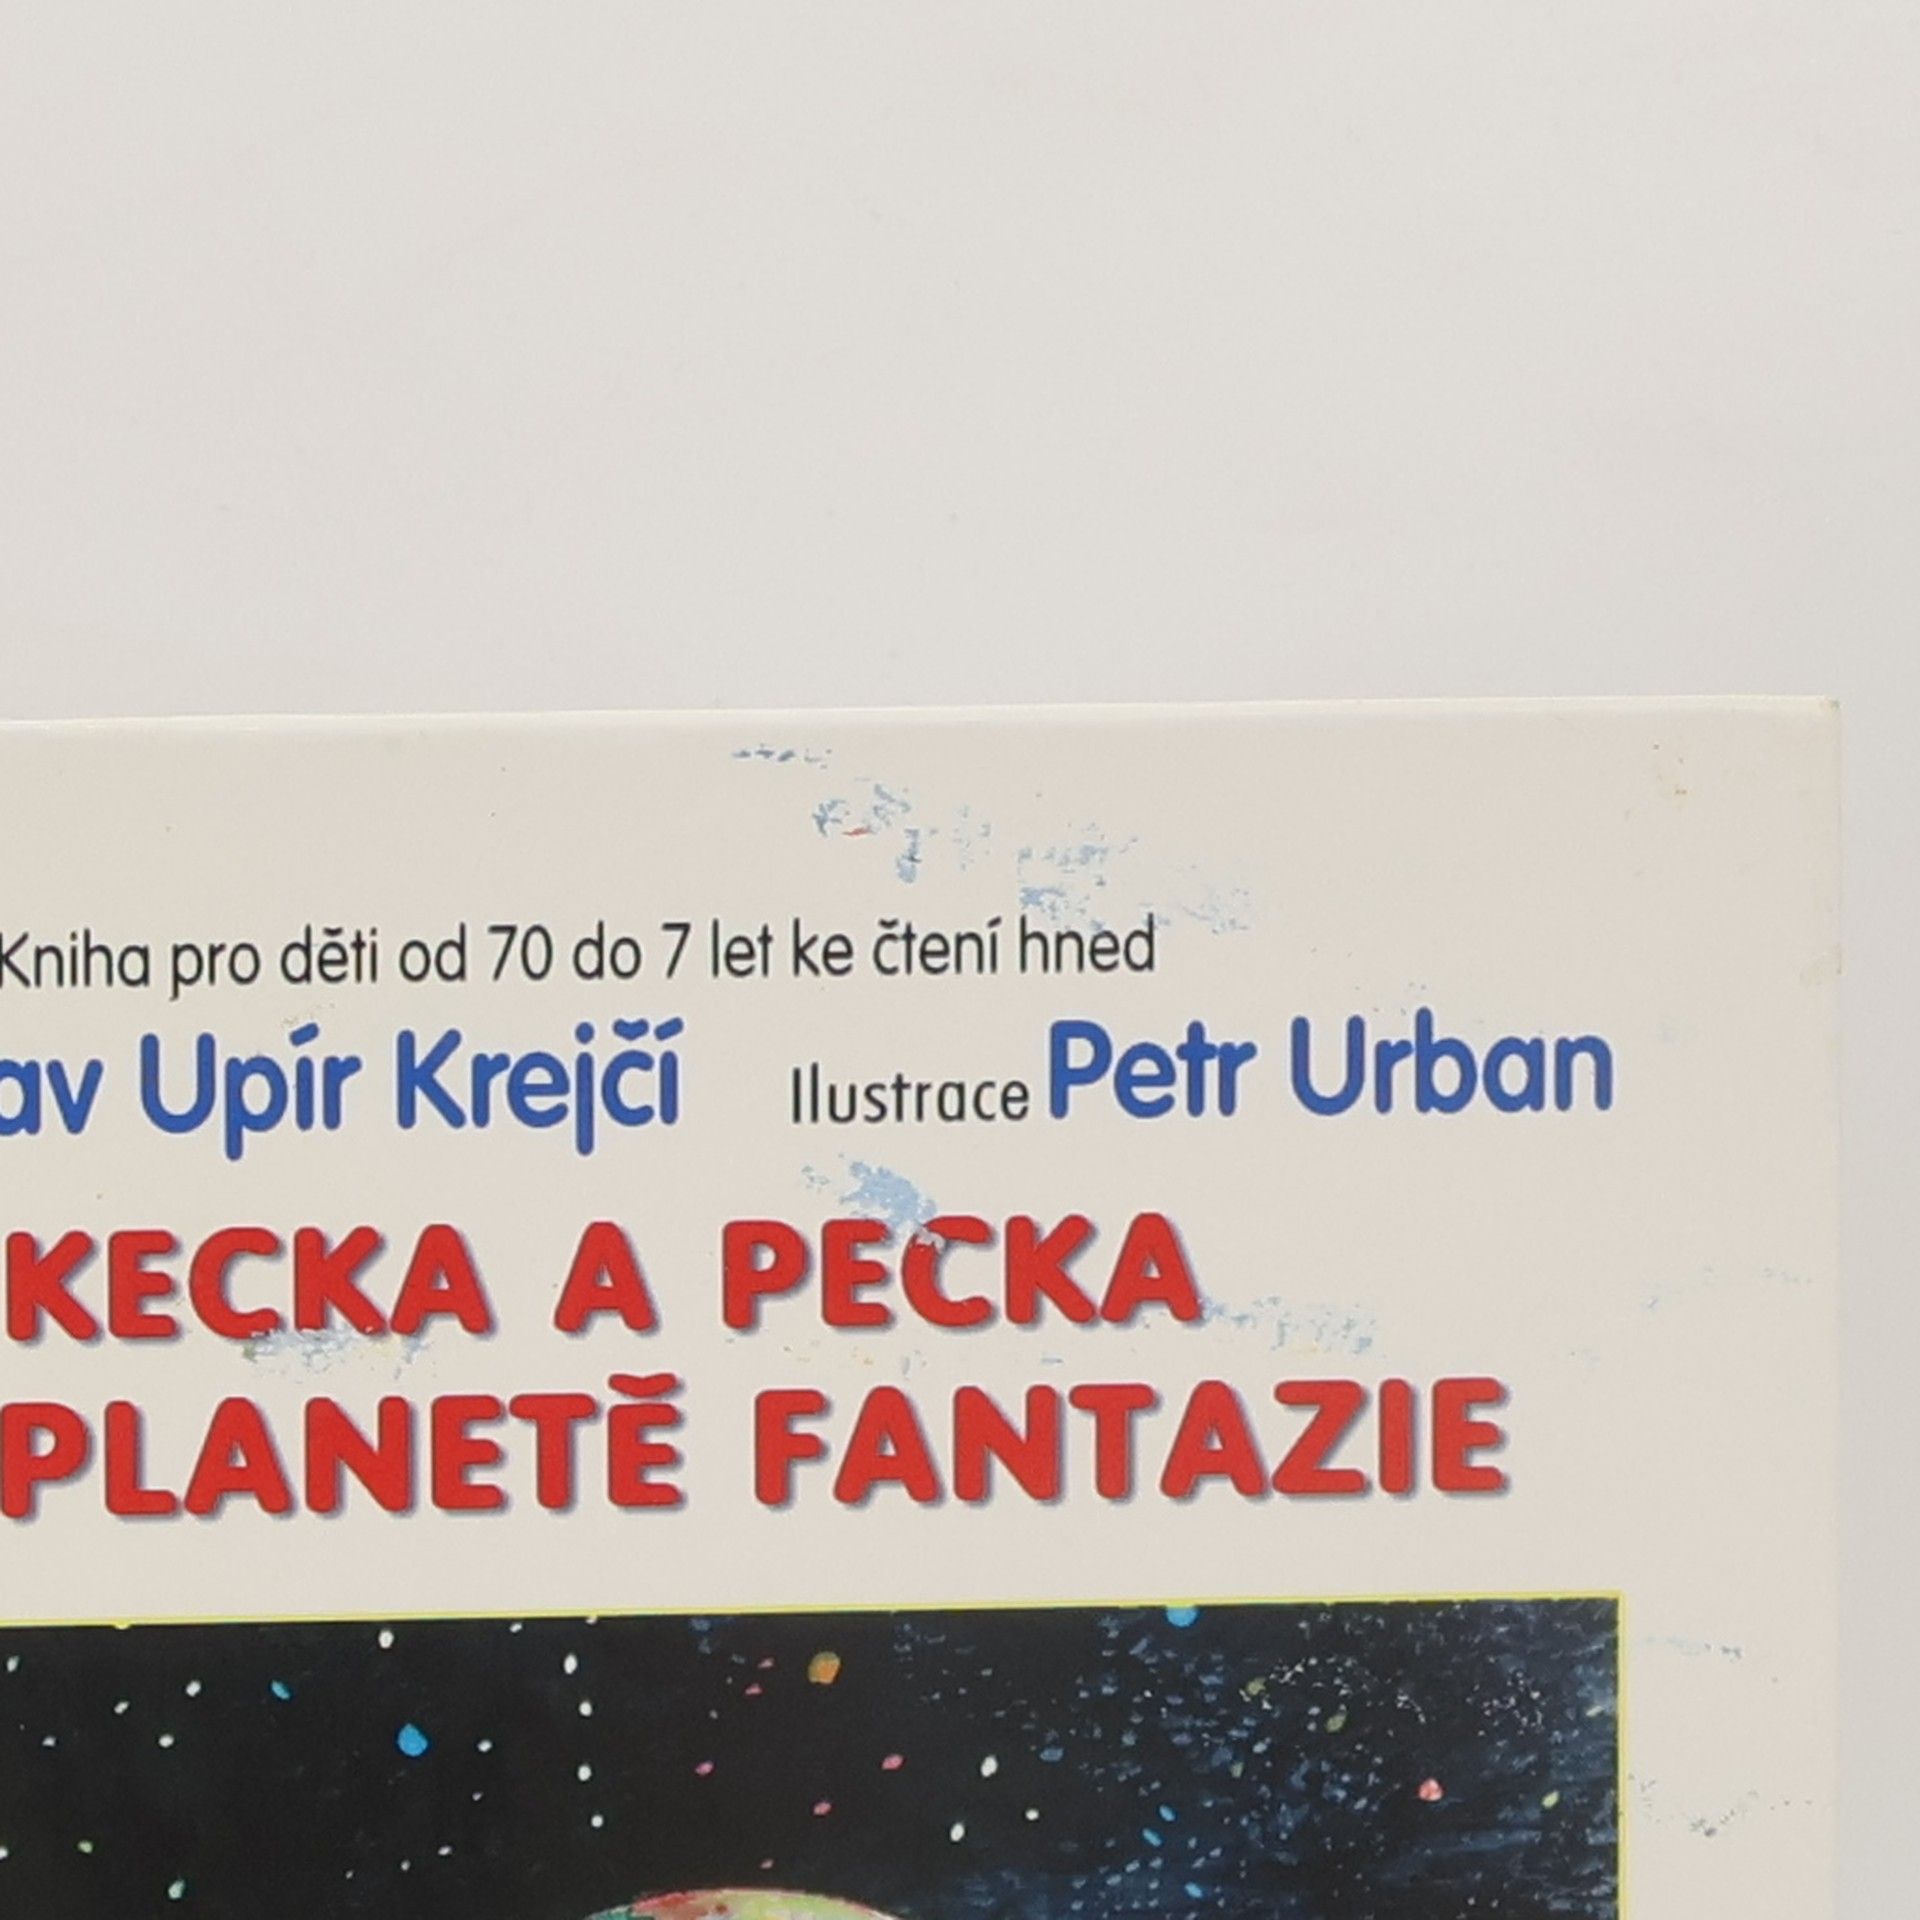 Kniha pro děti od 70 do 7 let ke čtení hned
av Upír Krejčí Ilustrace Petr Urban
KECKA A PECKA
PLANETĚ FANTAZIE